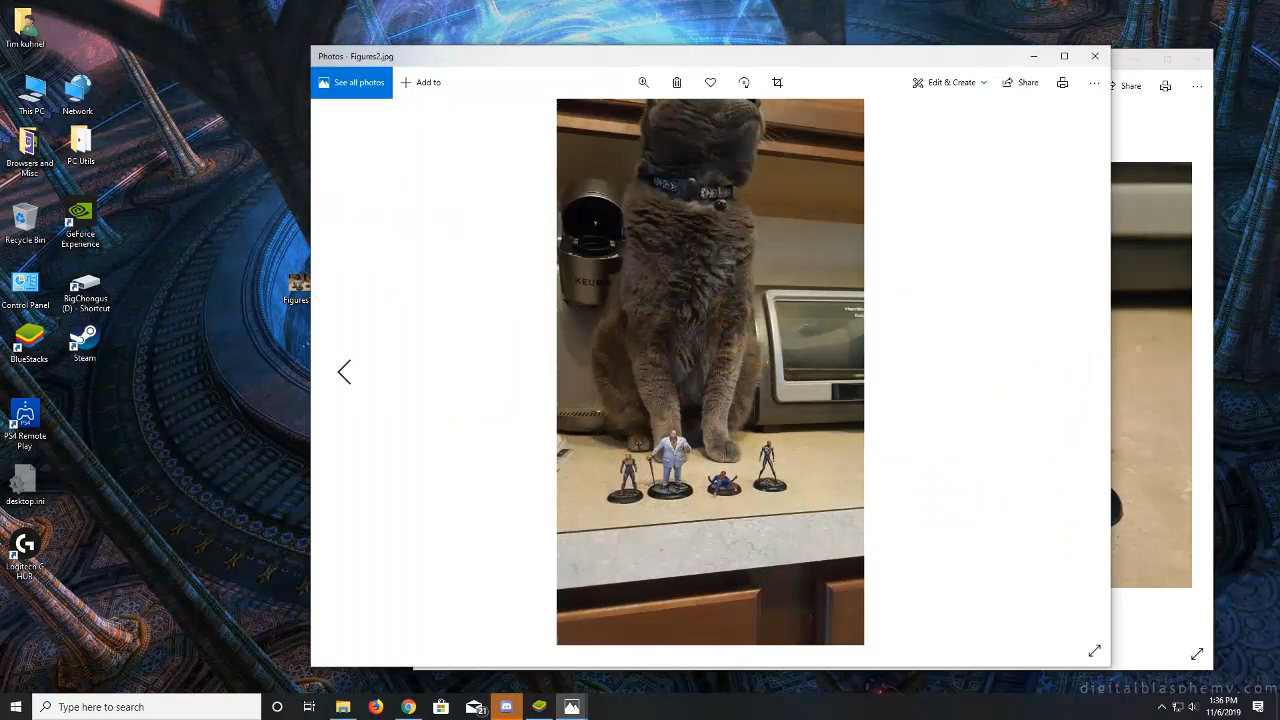 Tim kuhnel
This PC
Network
Browsers and
Misc
PC Utils
Recycle Bin
GeForce
Experience
Control Panel
BigChongus
(D) - Shortcut
BlueStacks
Steam
PS4 Remote
Play
desktop.ini
Logitech G
HUB
Figures
Photos - Figures2.jpg
See all photos
Add to
Edit & Create
Share
Share
KEUR
digitalblasphemy.com
Type here to search
21
1:36 PM
11/6/2019